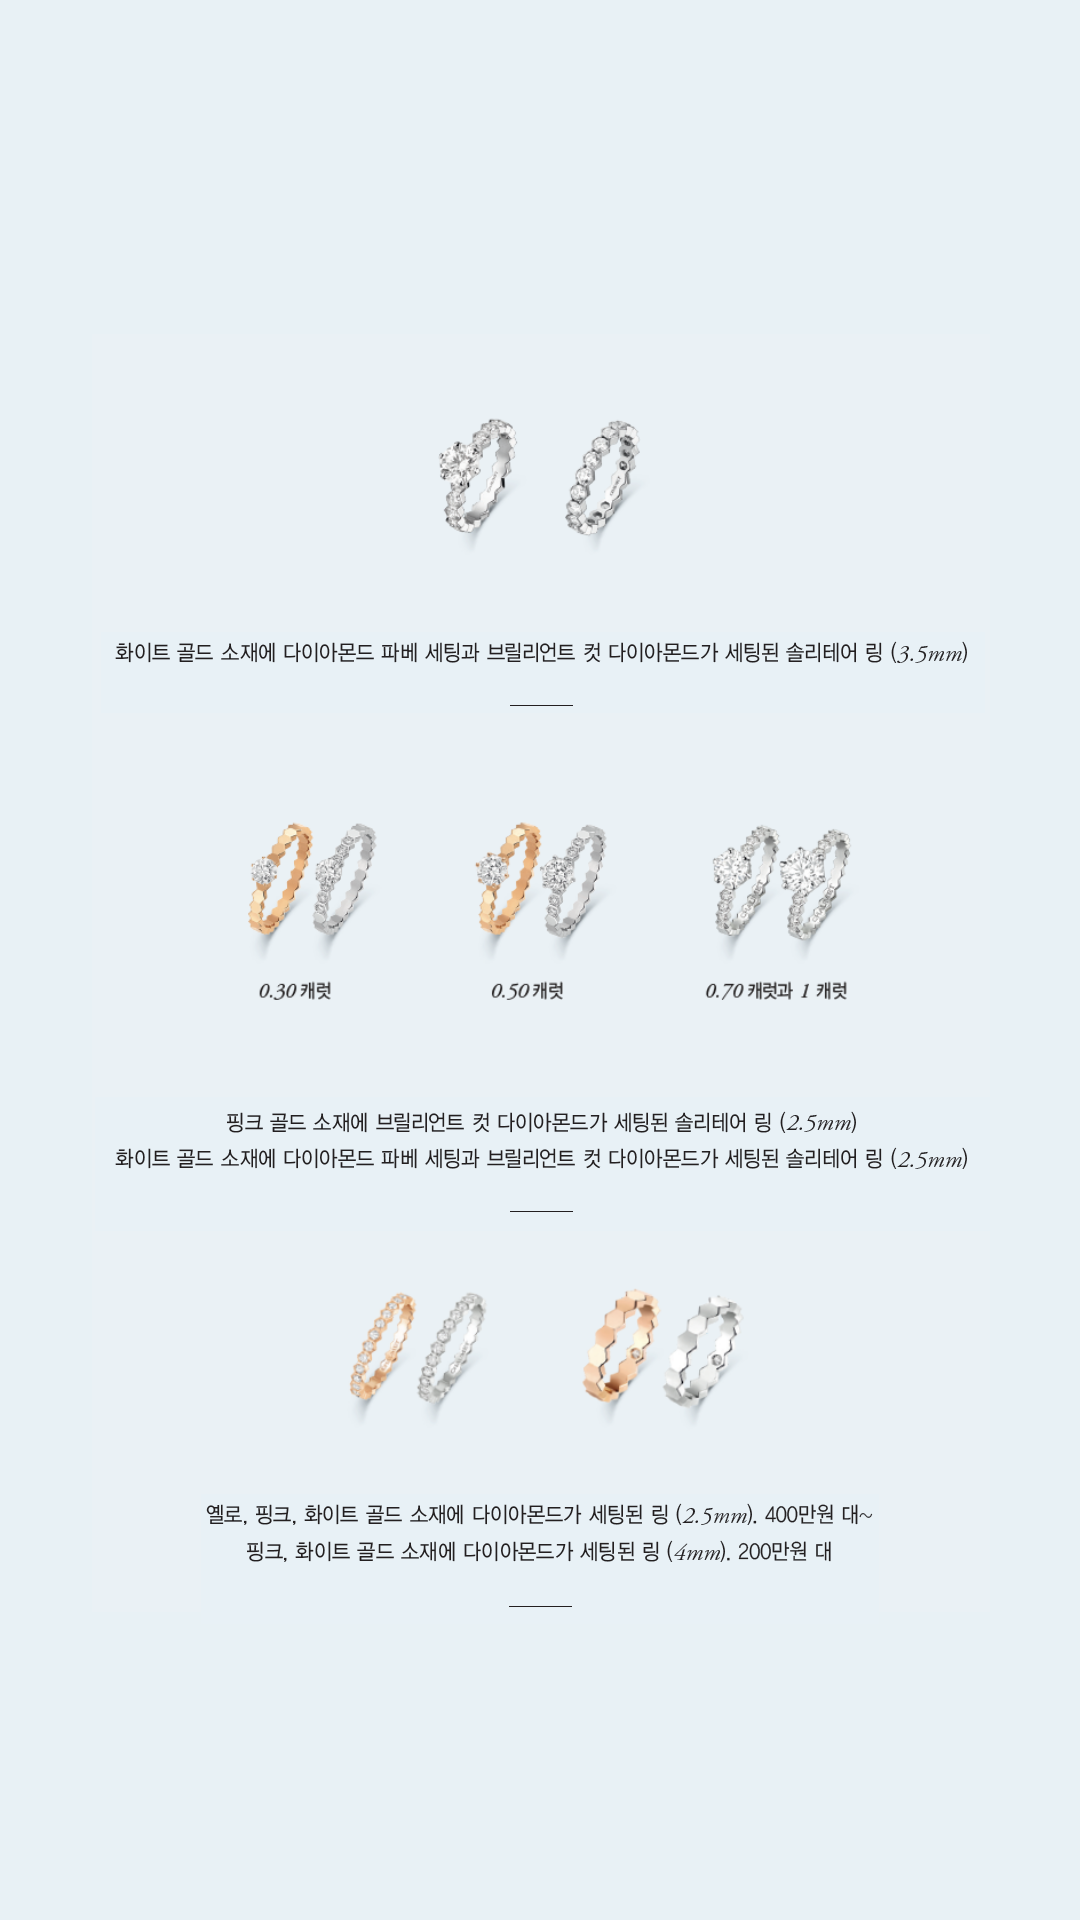 화이트 골드 소재에 다이아몬드 파베 세팅과 브릴리언트 컷 다이아몬드가 세팅된 솔리테어 링 (3.5mm)
0.30 캐럿
0.50 캐럿
0.70 캐럿과 1 캐럿
핑크 골드 소재에 브릴리언트 컷 다이아몬드가 세팅된 솔리테어 링 (2.5mm)
화이트 골드 소재에 다이아몬드 파베 세팅과 브릴리언트 컷 다이아몬드가 세팅된 솔리테어 링 (2.5mm)
옐로, 핑크, 화이트 골드 소재에 다이아몬드가 세팅된 링 (2.5mm). 400만원 대~
핑크, 화이트 골드 소재에 다이아몬드가 세팅된 링 (4mm). 200만원 대